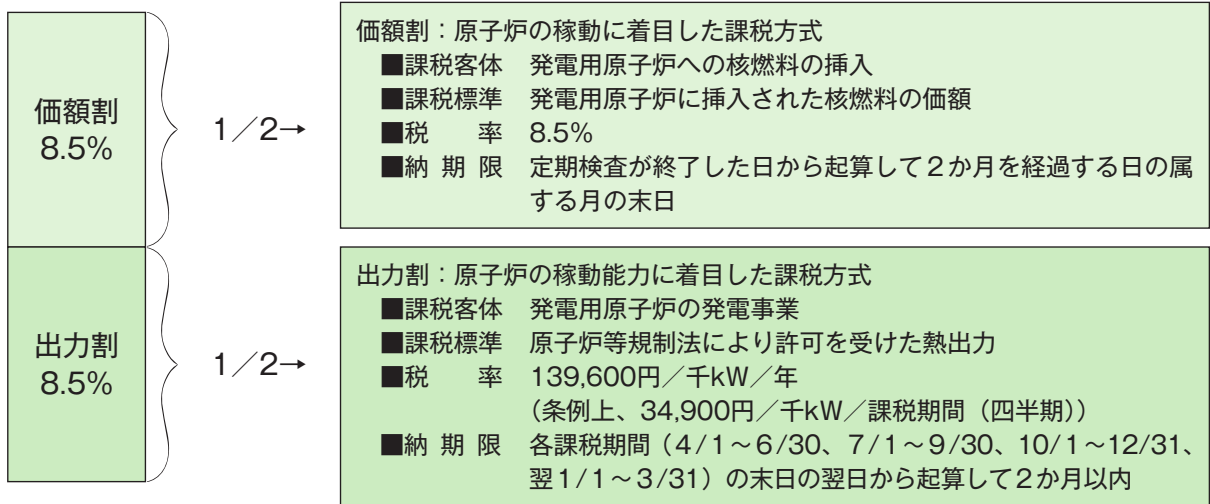 価額割
8.5%
1／2→
価額割：原子炉の稼動に着目した課税方式
■課税客体　発電用原子炉への核燃料の挿入
■課税標準　発電用原子炉に挿入された核燃料の価額
■税　　率　8.5%
■納 期 限　定期検査が終了した日から起算して２か月を経過する日の属
する月の末日
出力割
8.5%
1／2→
出力割：原子炉の稼動能力に着目した課税方式
■課税客体　発電用原子炉の発電事業
■課税標準　原子炉等規制法により許可を受けた熱出力
■税　　率　139,600円／千kW／年
（条例上、34,900円／千kW／課税期間（四半期））
■納 期 限　各課税期間（4/1～6/30、7/1～9/30、10/1～12/31、
翌1/1～3/31）の末日の翌日から起算して２か月以内